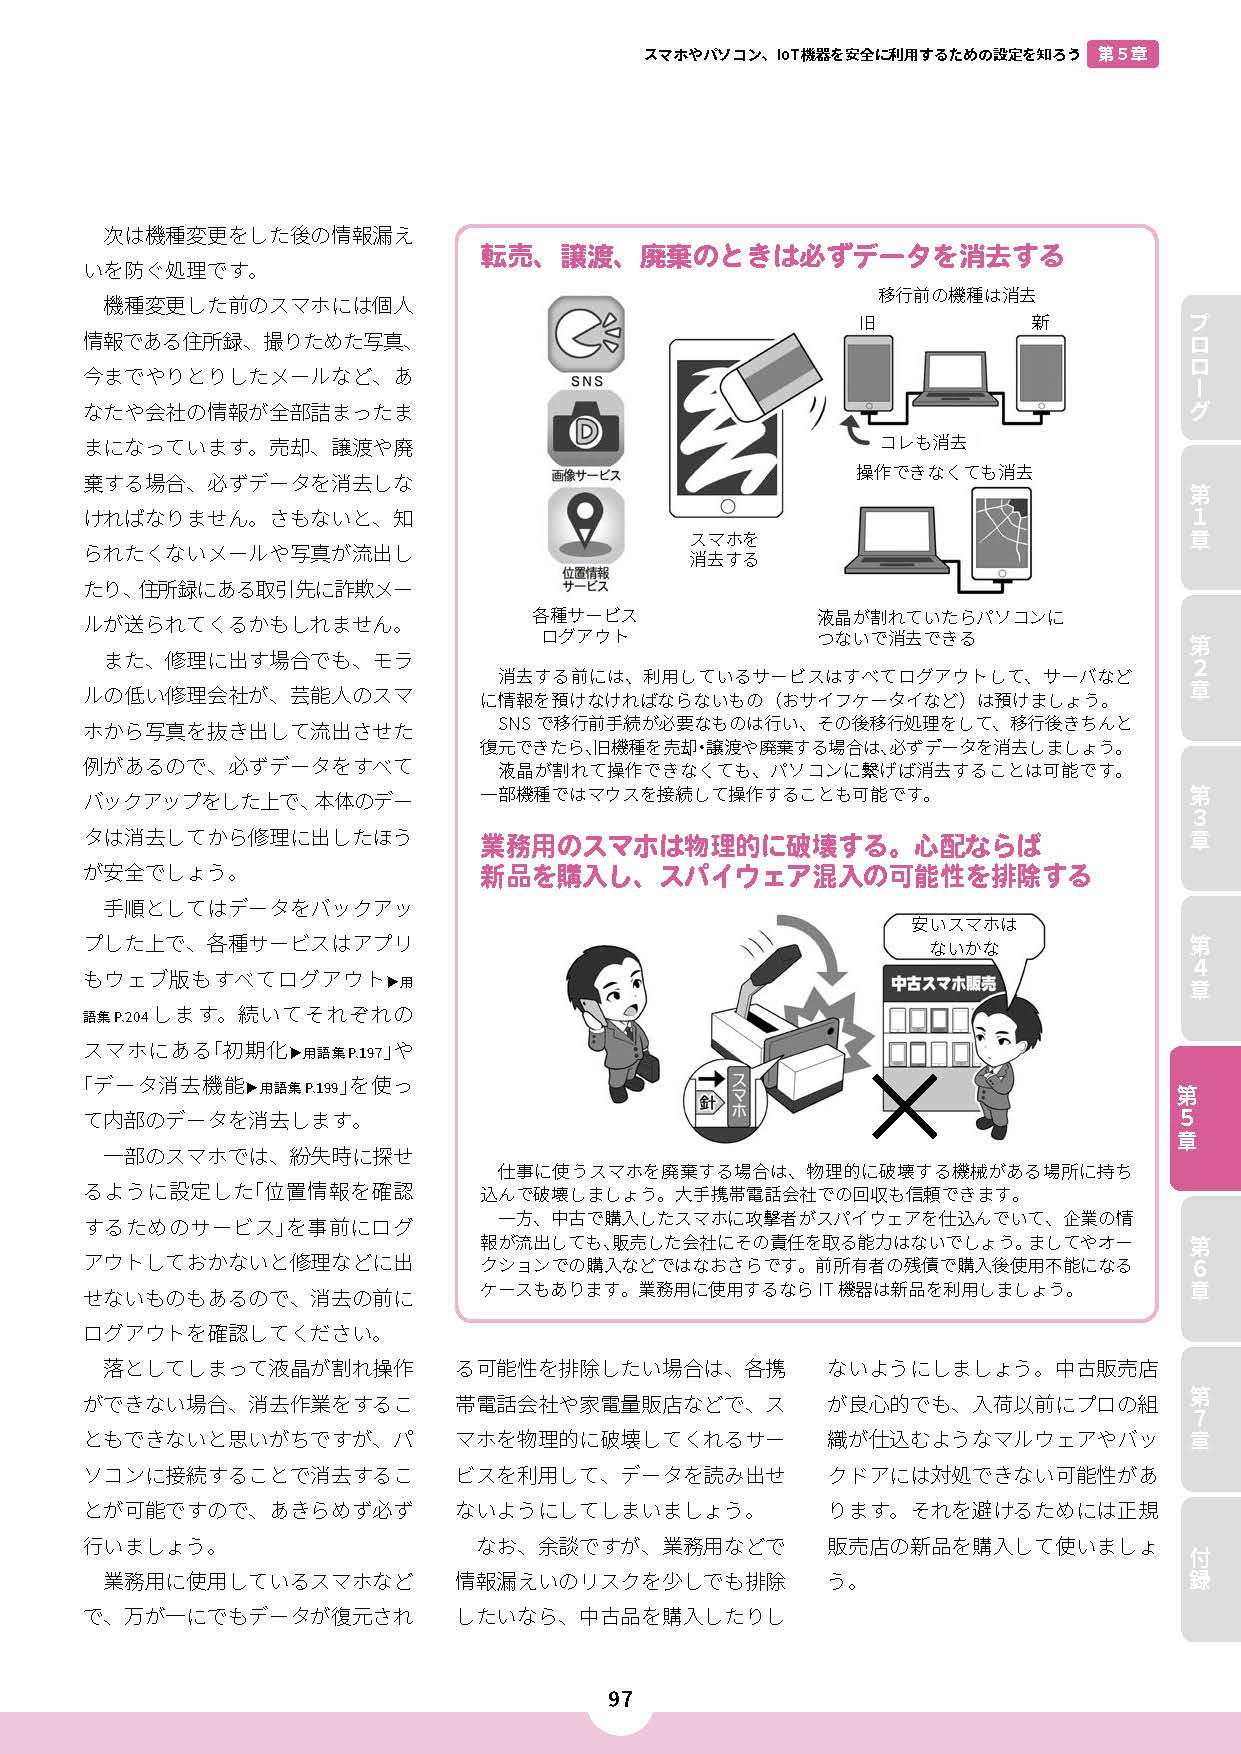 スマホやパソコン、IoT機器を安全に利用するための設定を知ろう 第５章
次は機種変更をした後の情報漏え
いを防ぐ処理です。
機種変更した前のスマホには個人
情報である住所録、撮りためた写真、
今までやりとりしたメールなど、あ
なたや会社の情報が全部詰まったま
まになっています。売却、譲渡や廃
棄する場合、必ずデータを消去しな
ければなりません。さもないと、知
られたくないメールや写真が流出し
たり、住所録にある取引先に詐欺メー
ルが送られてくるかもしれません。
また、修理に出す場合でも、モラ
ルの低い修理会社が、芸能人のスマ
ホから写真を抜き出して流出させた
例があるので、必ずデータをすべて
バックアップをした上で、本体のデー
タは消去してから修理に出したほう
が安全でしょう。
手順としてはデータをバックアッ
プした上で、各種サービスはアプリ
もウェブ版もすべてログアウト▶用
語集 P.204 します。続いてそれぞれの
スマホにある「初期化▶用語集 P.197」や
「データ消去機能▶用語集 P.199」を使っ
て内部のデータを消去します。
一部のスマホでは、紛失時に探せ
るように設定した「位置情報を確認
するためのサービス」を事前にログ
アウトしておかないと修理などに出
せないものもあるので、消去の前に
ログアウトを確認してください。
落としてしまって液晶が割れ操作
ができない場合、消去作業をするこ
ともできないと思いがちですが、パ
ソコンに接続することで消去するこ
とが可能ですので、あきらめず必ず
行いましょう。
業務用に使用しているスマホなど
で、万が一にでもデータが復元され
る可能性を排除したい場合は、各携
帯電話会社や家電量販店などで、ス
マホを物理的に破壊してくれるサー
ビスを利用して、データを読み出せ
ないようにしてしまいましょう。
なお、余談ですが、業務用などで
情報漏えいのリスクを少しでも排除
したいなら、中古品を購入したりし
ないようにしましょう。中古販売店
が良心的でも、入荷以前にプロの組
織が仕込むようなマルウェアやバッ
クドアには対処できない可能性があ
ります。それを避けるためには正規
販売店の新品を購入して使いましょ
う。
転売、譲渡、廃棄のときは必ずデータを消去する
SNS
画像サービス
位置情報
サービス
各種サービス
ログアウト
スマホを
消去する
移行前の機種は消去
旧
新
コレも消去
操作できなくても消去
液晶が割れていたらパソコンに
つないで消去できる
消去する前には、利用しているサービスはすべてログアウトして、サーバなど
に情報を預けなければならないもの（おサイフケータイなど）は預けましょう。
SNS で移行前手続が必要なものは行い、その後移行処理をして、移行後きちんと
復元できたら、旧機種を売却・譲渡や廃棄する場合は、必ずデータを消去しましょう。
液晶が割れて操作できなくても、パソコンに繋げば消去することは可能です。
一部機種ではマウスを接続して操作することも可能です。
業務用のスマホは物理的に破壊する。心配ならば
新品を購入し、スパイウェア混入の可能性を排除する
針
スマホ
安いスマホは
ないかな
中古スマホ販売
仕事に使うスマホを廃棄する場合は、物理的に破壊する機械がある場所に持ち
込んで破壊しましょう。大手携帯電話会社での回収も信頼できます。
一方、中古で購入したスマホに攻撃者がスパイウェアを仕込んでいて、企業の情
報が流出しても、販売した会社にその責任を取る能力はないでしょう。ましてやオー
クションでの購入などではなおさらです。前所有者の残債で購入後使用不能になる
ケースもあります。業務用に使用するなら IT 機器は新品を利用しましょう。
プロローグ
第１章
第２章
第３章
第４章
第５章
第６章
第７章
付録
97